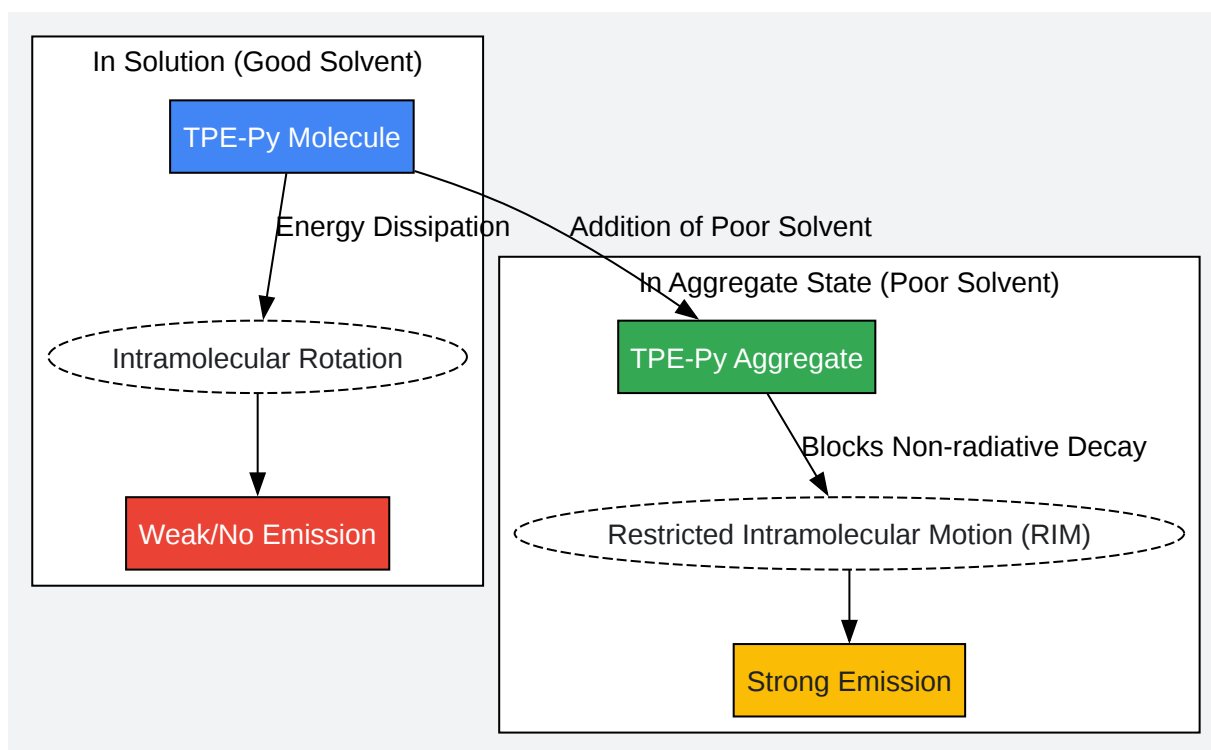 In Solution (Good Solvent)
TPE-Py Molecule
Energy Dissipation
Addition of Poor Solvent
Intramolecular Rotation
Weak/No Emission
In Aggregate State (Poor Solvent)
TPE-Py Aggregate
Blocks Non-radiative Decay
Restricted Intramolecular Motion (RIM)
Strong Emission